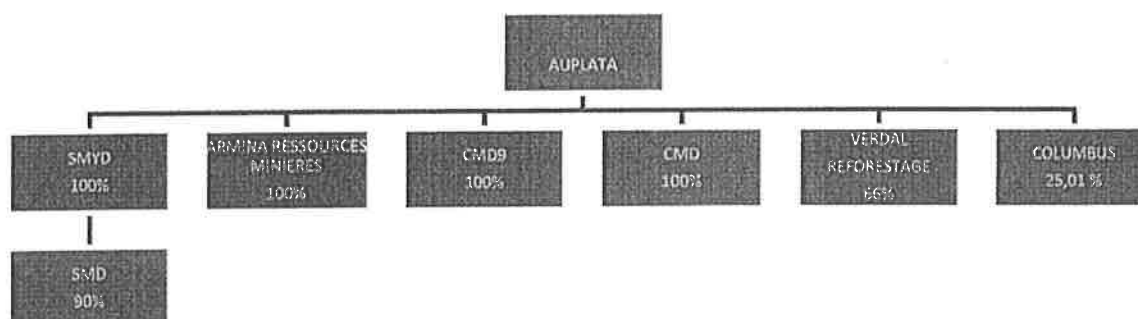 AUPLATA
SMYD
100%
ARMINA RESSOURCES
MINIERES
100%
CMD9
100%
CMD
100%
VERDAL
REFORESTAGE
66%
COLUMBUS
25,01 %
SMD
90%